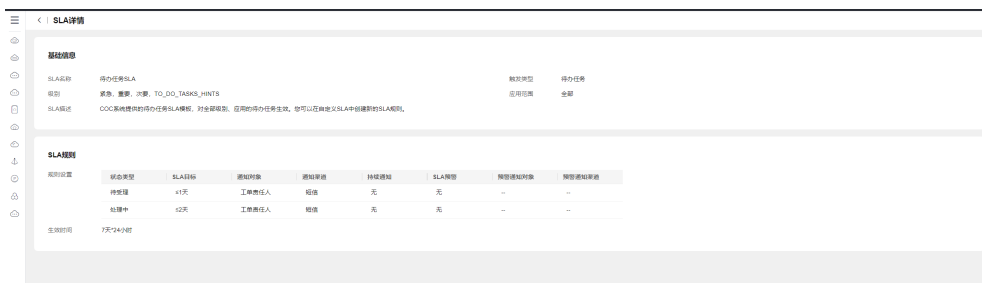 SLA详情
基础信息
SLA名称 待办任务SLA 触发类型 待办任务
级别 紧急、重要、次要、TO_DO_TASKS_HINTS 应用范围 全部
SLA描述 COC系统提供的待办任务SLA模板，对全部级别、应用的待办任务生效。您可以在自定义SLA中创建新的SLA规则。
SLA规则
规则设置 状态类型 SLA目标 通知对象 通知渠道 持续通知 SLA预警 预警通知对象 预警通知渠道
待受理 ≤1天 工单责任人 短信 无 无 -- --
处理中 ≤2天 工单责任人 短信 无 无 -- --
生效时间 7天*24小时